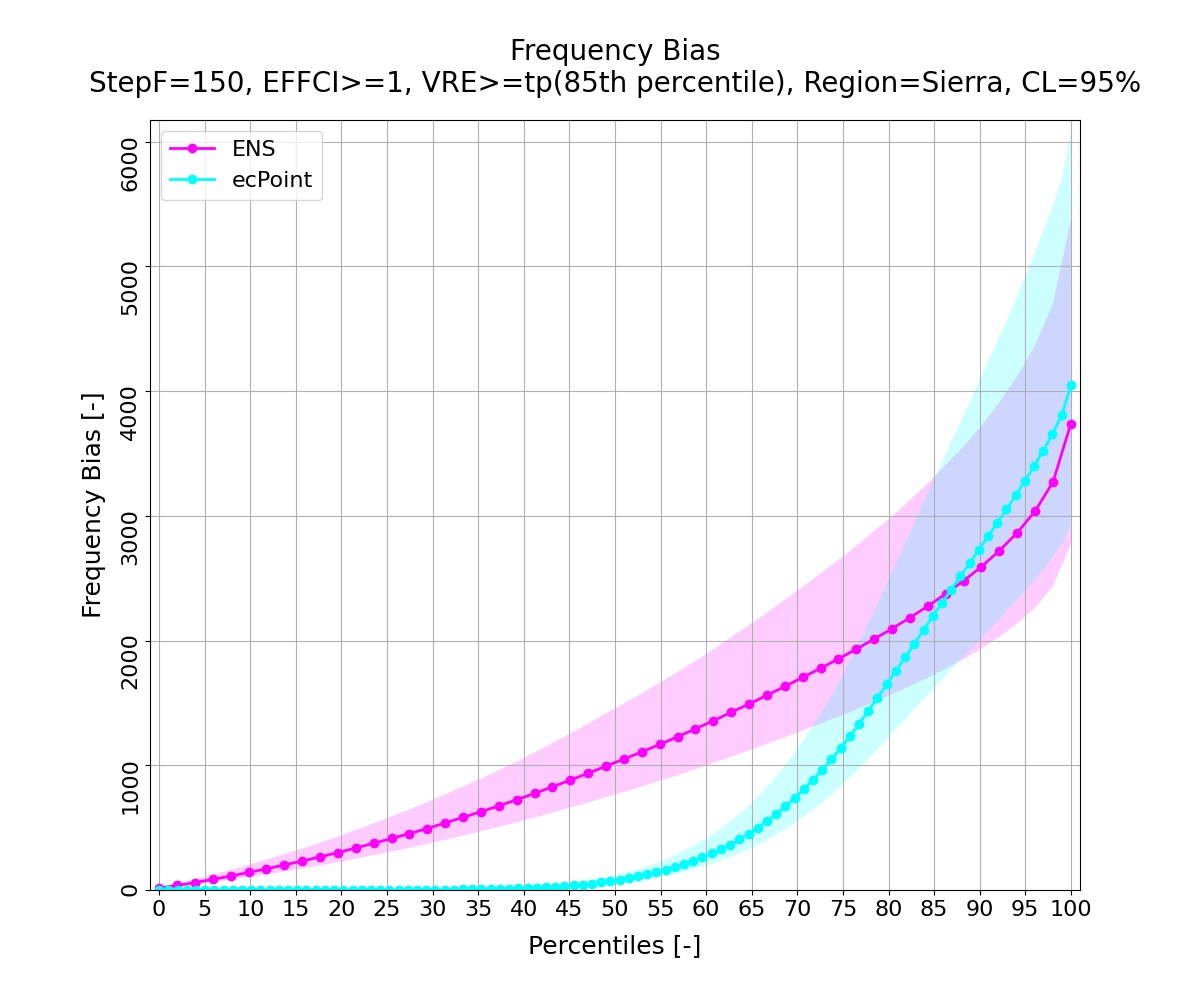 Frequency Bias
StepF=150, EFFCI>=1, VRE>=tp(85th percentile), Region=Sierra, CL=95%
ENS
ecPoint
Frequency Bias [-]
6000
5000
4000
3000
2000
1000
0
0 5 10 15 20 25 30 35 40 45 50 55 60 65 70 75 80 85 90 95 100
Percentiles [-]